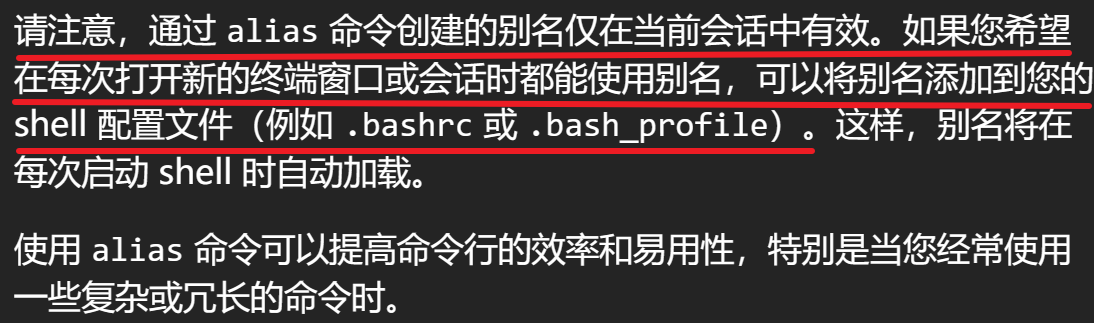 请注意，通过 alias 命令创建的别名仅在当前会话中有效。如果您希望
在每次打开新的终端窗口或会话时都能使用别名，可以将别名添加到您的
shell 配置文件（例如 .bashrc 或 .bash_profile）。这样，别名将在
每次启动 shell 时自动加载。
使用 alias 命令可以提高命令行的效率和易用性，特别是当您经常使用
一些复杂或冗长的命令时。